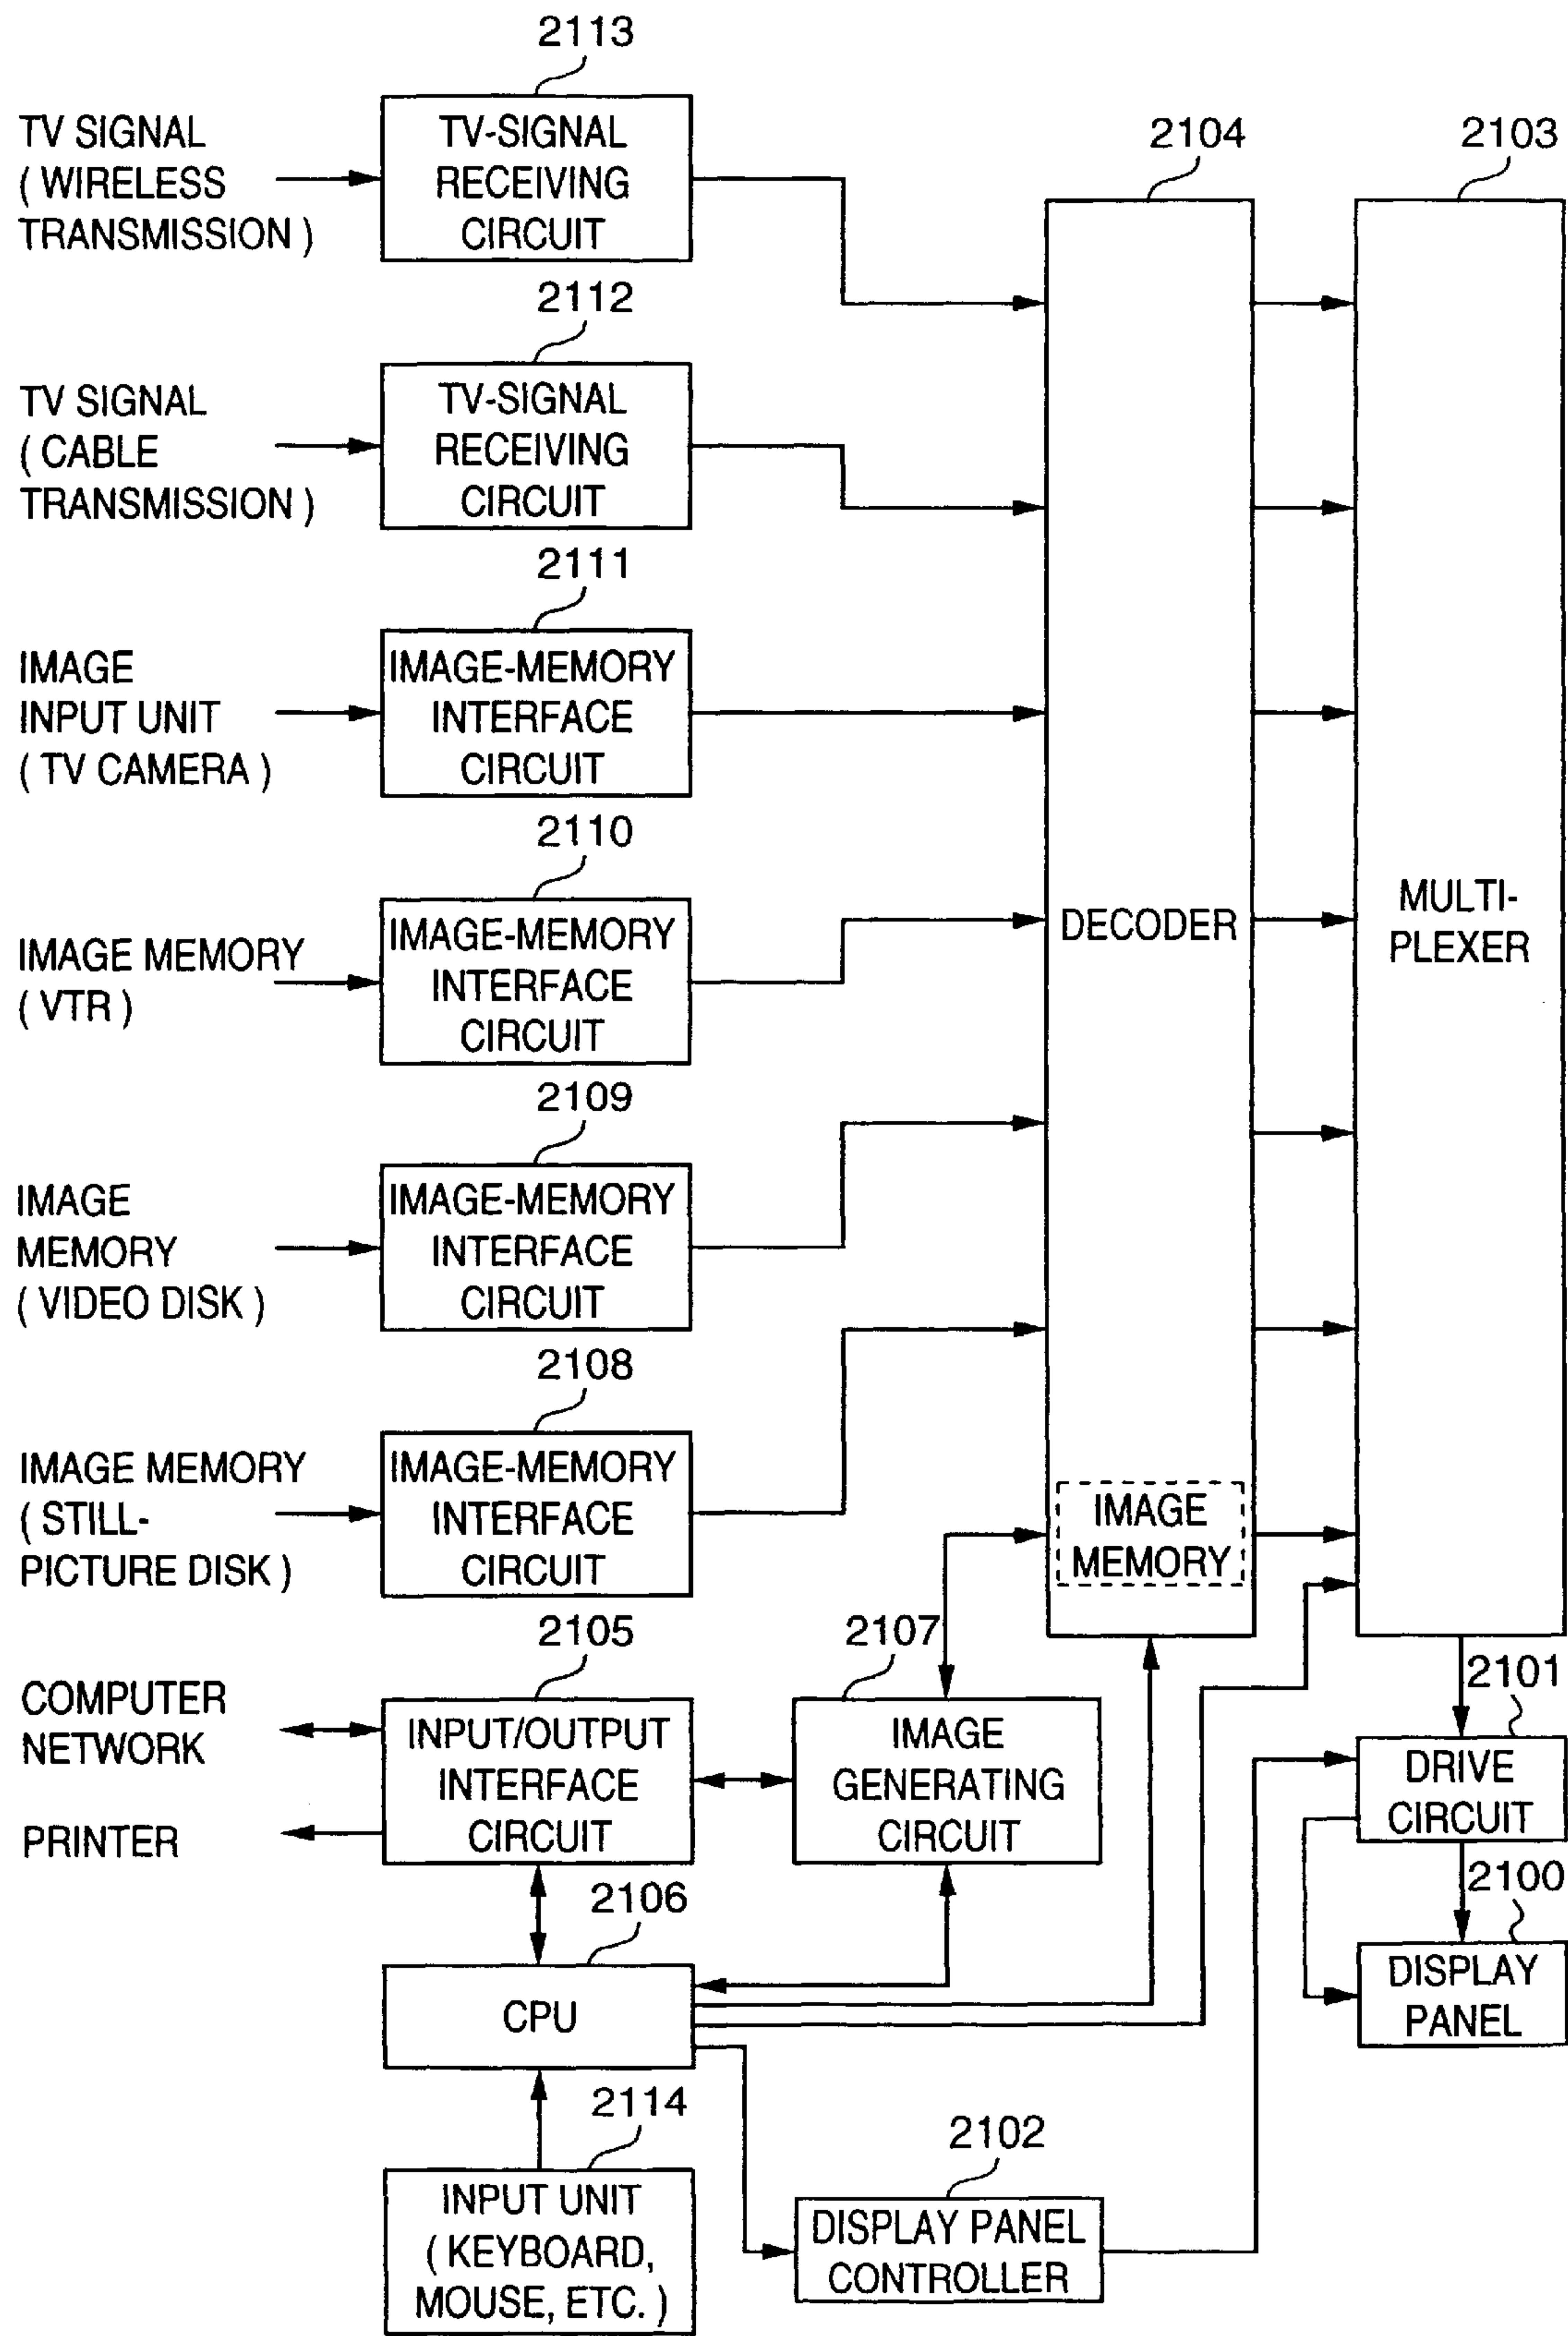 2113
TV SIGNAL
( WIRELESS
TRANSMISSION )
TV-SIGNAL
RECEIVING
CIRCUIT
2104
2103
2112
TV SIGNAL
( CABLE
TRANSMISSION )
TV-SIGNAL
RECEIVING
CIRCUIT
2111
IMAGE
INPUT UNIT
( TV CAMERA )
IMAGE-MEMORY
INTERFACE
CIRCUIT
2110
IMAGE MEMORY
( VTR )
IMAGE-MEMORY
INTERFACE
CIRCUIT
DECODER
MULTI-
PLEXER
2109
IMAGE
MEMORY
( VIDEO DISK )
IMAGE-MEMORY
INTERFACE
CIRCUIT
2108
IMAGE MEMORY
( STILL-
PICTURE DISK )
IMAGE-MEMORY
INTERFACE
CIRCUIT
IMAGE
MEMORY
2105
COMPUTER
NETWORK
PRINTER
INPUT/OUTPUT
INTERFACE
CIRCUIT
2107
IMAGE
GENERATING
CIRCUIT
2101
DRIVE
CIRCUIT
2100
DISPLAY
PANEL
2106
CPU
2114
INPUT UNIT
( KEYBOARD,
MOUSE, ETC. )
2102
DISPLAY PANEL
CONTROLLER